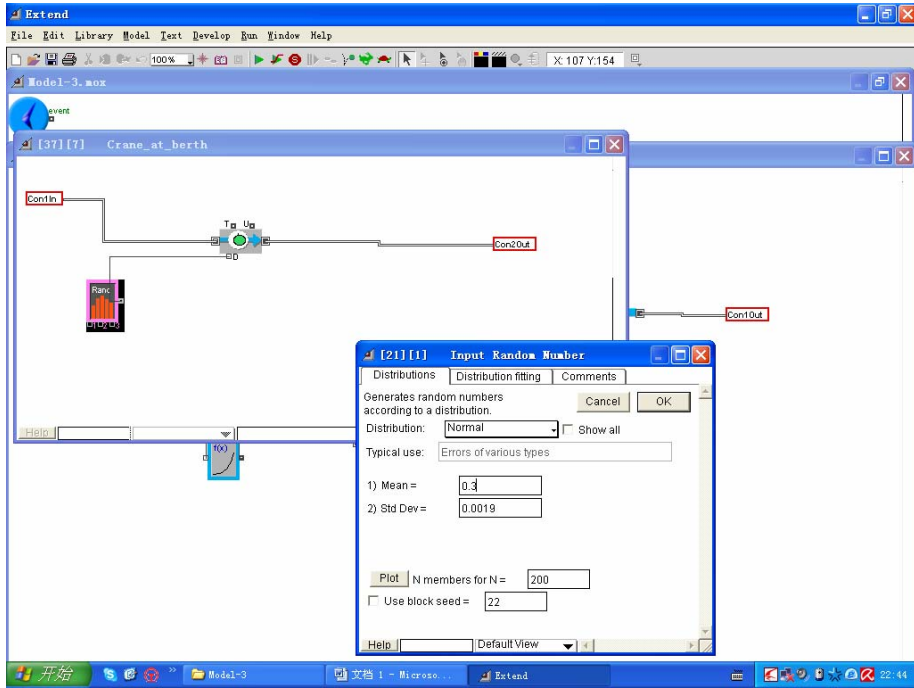 Extend
File Edit Library Model Text Develop Run Window Help
100% X:107 Y:154
Model-3.mox
event
[37][7] Crane_at_berth
Con1In
T U
Con2Out
D
Ranc
1 2 3
Con1Out
Help
f(x)
[21][1] Input Random Number
Distributions Distribution fitting Comments
Generates random numbers
according to a distribution.
Cancel OK
Distribution: Normal Show all
Typical use: Errors of various types
1) Mean = 0.3
2) Std Dev = 0.0019
Plot N members for N = 200
Use block seed = 22
Help Default View
开始 Model-3 文档 1 - Microso... Extend 22:44